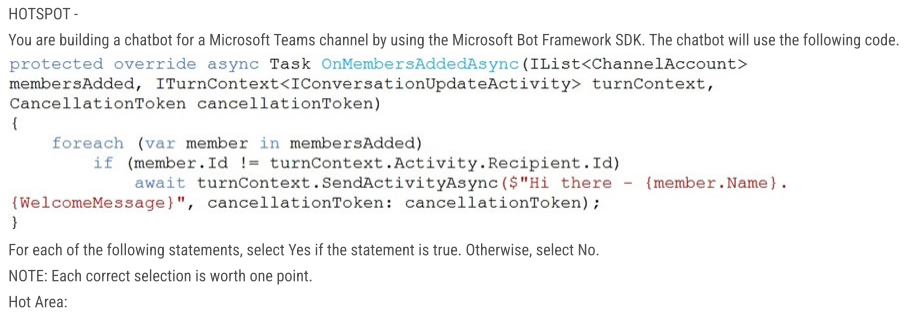 HOTSPOT -
You are building a chatbot for a Microsoft Teams channel by using the Microsoft Bot Framework SDK. The chatbot will use the following code.
protected override async Task OnMembersAddedAsync(IList<ChannelAccount>
membersAdded, ITurnContext<IConversationUpdateActivity> turnContext,
CancellationToken cancellationToken)
{
foreach (var member in membersAdded)
if (member.Id != turnContext.Activity.Recipient.Id)
await turnContext.SendActivityAsync($"Hi there - {member.Name}.
{WelcomeMessage}", cancellationToken: cancellationToken);
}
For each of the following statements, select Yes if the statement is true. Otherwise, select No.
NOTE: Each correct selection is worth one point.
Hot Area: